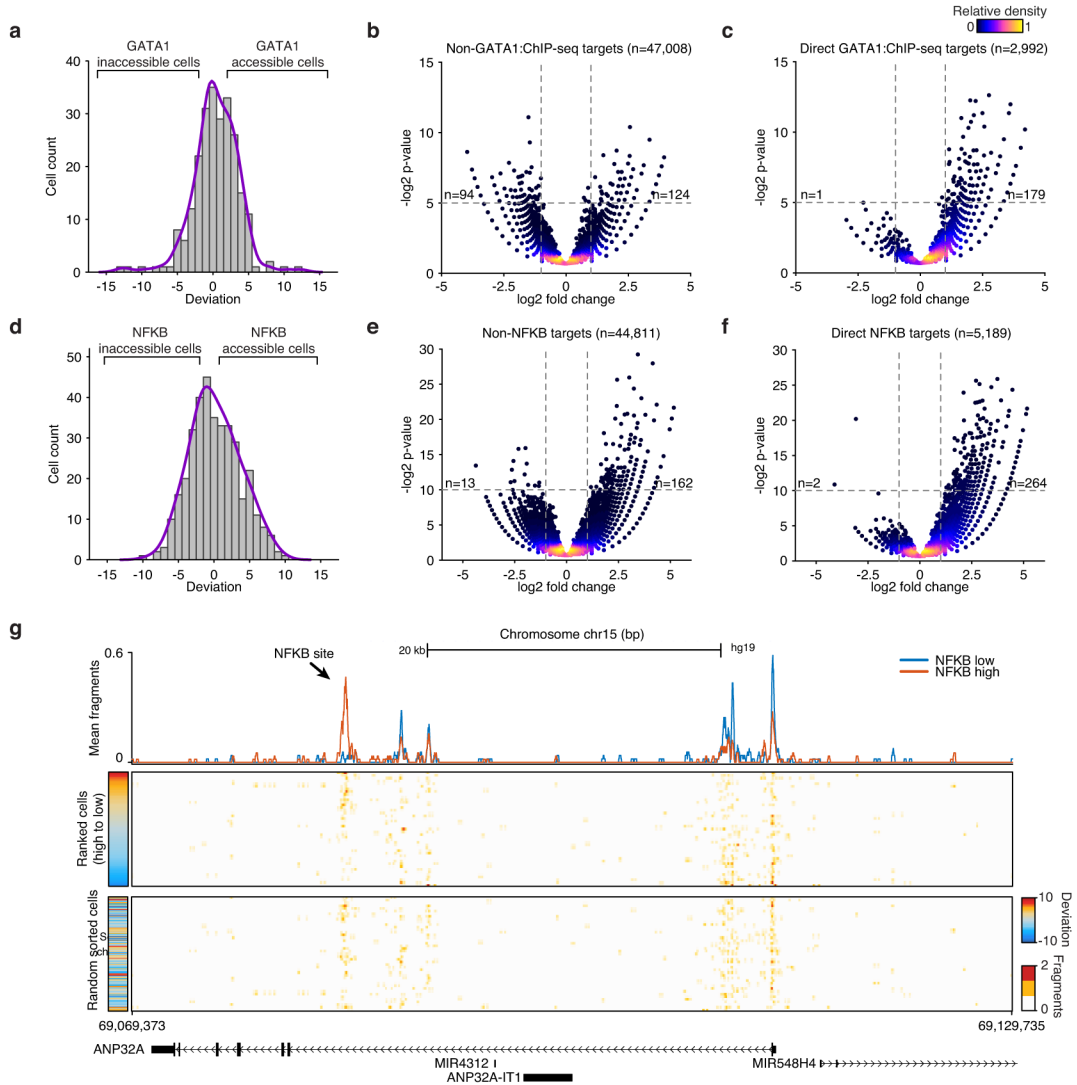 Relative density
0 1
a
GATA1 inaccessible cells
GATA1 accessible cells
Cell count
40
30
20
10
0
-15 -10 -5 0 5 10 15
Deviation
b
Non-GATA1:ChIP-seq targets (n=47,008)
-log2 p-value
15
10
5
0
n=94
n=124
-5 -2.5 0 2.5 5
log2 fold change
c
Direct GATA1:ChIP-seq targets (n=2,992)
-log2 p-value
15
10
5
0
n=1
n=179
-5 -2.5 0 2.5 5
log2 fold change
d
NFKB inaccessible cells
NFKB accessible cells
Cell count
50
40
30
20
10
0
-15 -10 -5 0 5 10 15
Deviation
e
Non-NFKB targets (n=44,811)
-log2 p-value
30
25
20
15
10
5
0
n=13
n=162
-5 -2.5 0 2.5 5
log2 fold change
f
Direct NFKB targets (n=5,189)
-log2 p-value
30
25
20
15
10
5
0
n=2
n=264
-5 -2.5 0 2.5 5
log2 fold change
g
Chromosome chr15 (bp)
20 kb
hg19
NFKB site
NFKB low
NFKB high
Mean fragments
0.6
0
Ranked cells
(high to low)
Random sorted cells
S
ch
Deviation
10
-10
Fragments
2
0
69,069,373
69,129,735
ANP32A
MIR4312
MIR548H4
ANP32A-IT1